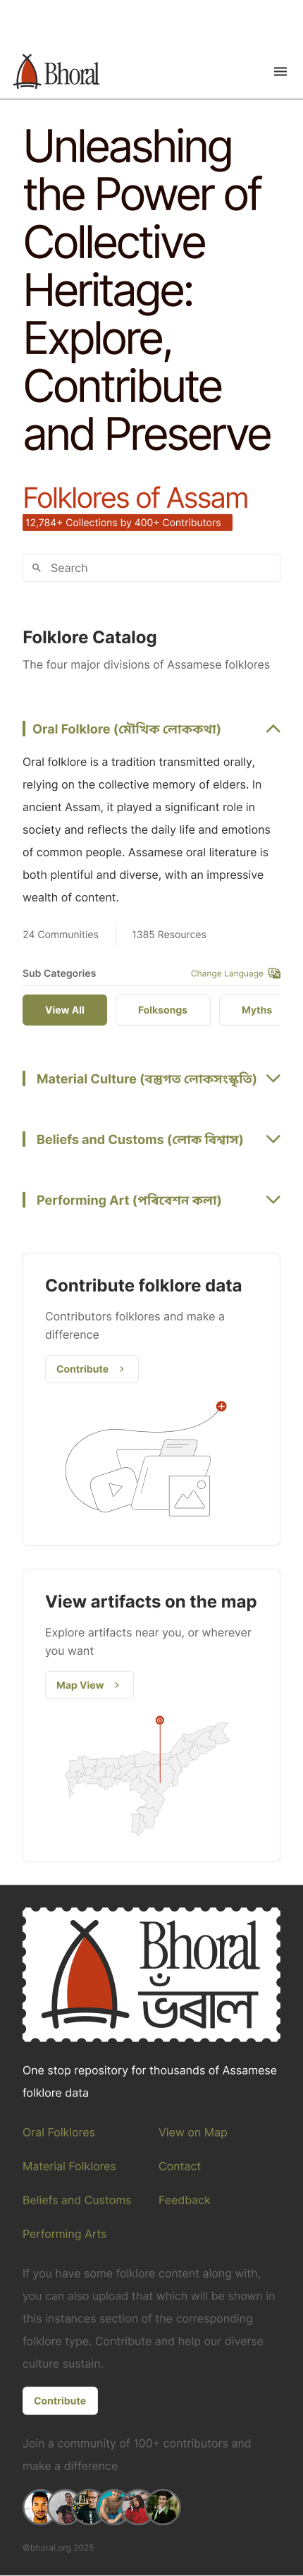 Bhoral
Unleashing
the Power of
Collective
Heritage:
Explore,
Contribute
and Preserve
Folklores of Assam
12,784+ Collections by 400+ Contributors
Search
Folklore Catalog
The four major divisions of Assamese folklores
Oral Folklore (মৌখিক লোককথা)
Oral folklore is a tradition transmitted orally,
relying on the collective memory of elders. In
ancient Assam, it played a significant role in
society and reflects the daily life and emotions
of common people. Assamese oral literature is
both plentiful and diverse, with an impressive
wealth of content.
24 Communities 1385 Resources
Sub Categories Change Language
View All Folksongs Myths
Material Culture (বস্তুগত লোকসংস্কৃতি)
Beliefs and Customs (লোক বিশ্বাস)
Performing Art (পৰিবেশন কলা)
Contribute folklore data
Contributors folklores and make a
difference
Contribute
View artifacts on the map
Explore artifacts near you, or wherever
you want
Map View
Bhoral
ভঁৰাল
One stop repository for thousands of Assamese
folklore data
Oral Folklores View on Map
Material Folklores Contact
Beliefs and Customs Feedback
Performing Arts
If you have some folklore content along with,
you can also upload that which will be shown in
this instances section of the corresponding
folklore type. Contribute and help our diverse
culture sustain.
Contribute
Join a community of 100+ contributors and
make a difference
©bhoral.org 2025